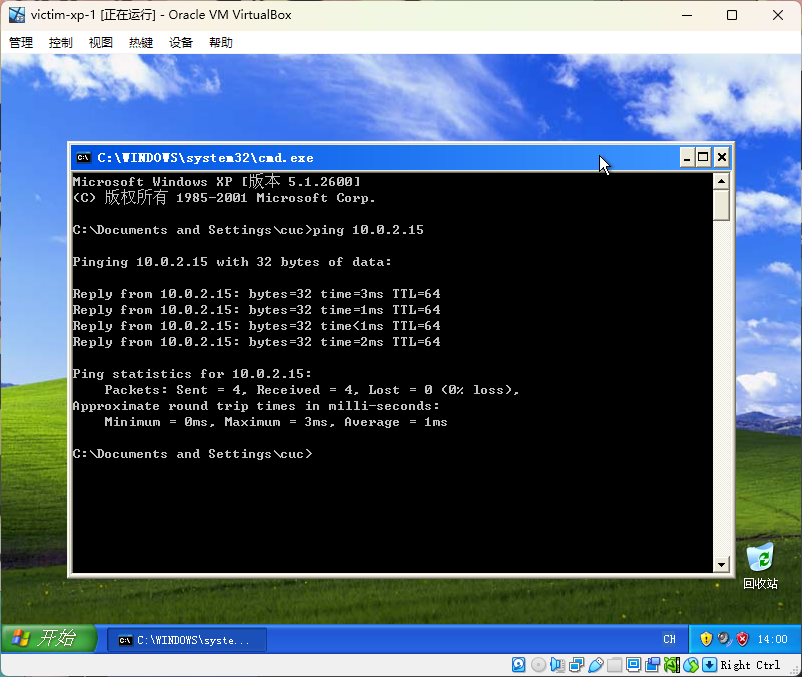 victim-xp-1 [正在运行] - Oracle VM VirtualBox
管理 控制 视图 热键 设备 帮助
C:\WINDOWS\system32\cmd.exe
Microsoft Windows XP [版本 5.1.2600]
(C) 版权所有 1985-2001 Microsoft Corp.
C:\Documents and Settings\cuc>ping 10.0.2.15
Pinging 10.0.2.15 with 32 bytes of data:
Reply from 10.0.2.15: bytes=32 time=3ms TTL=64
Reply from 10.0.2.15: bytes=32 time=1ms TTL=64
Reply from 10.0.2.15: bytes=32 time<1ms TTL=64
Reply from 10.0.2.15: bytes=32 time=2ms TTL=64
Ping statistics for 10.0.2.15:
Packets: Sent = 4, Received = 4, Lost = 0 (0% loss),
Approximate round trip times in milli-seconds:
Minimum = 0ms, Maximum = 3ms, Average = 1ms
C:\Documents and Settings\cuc>
回收站
开始 C:\WINDOWS\syste... CH 14:00
Right Ctrl